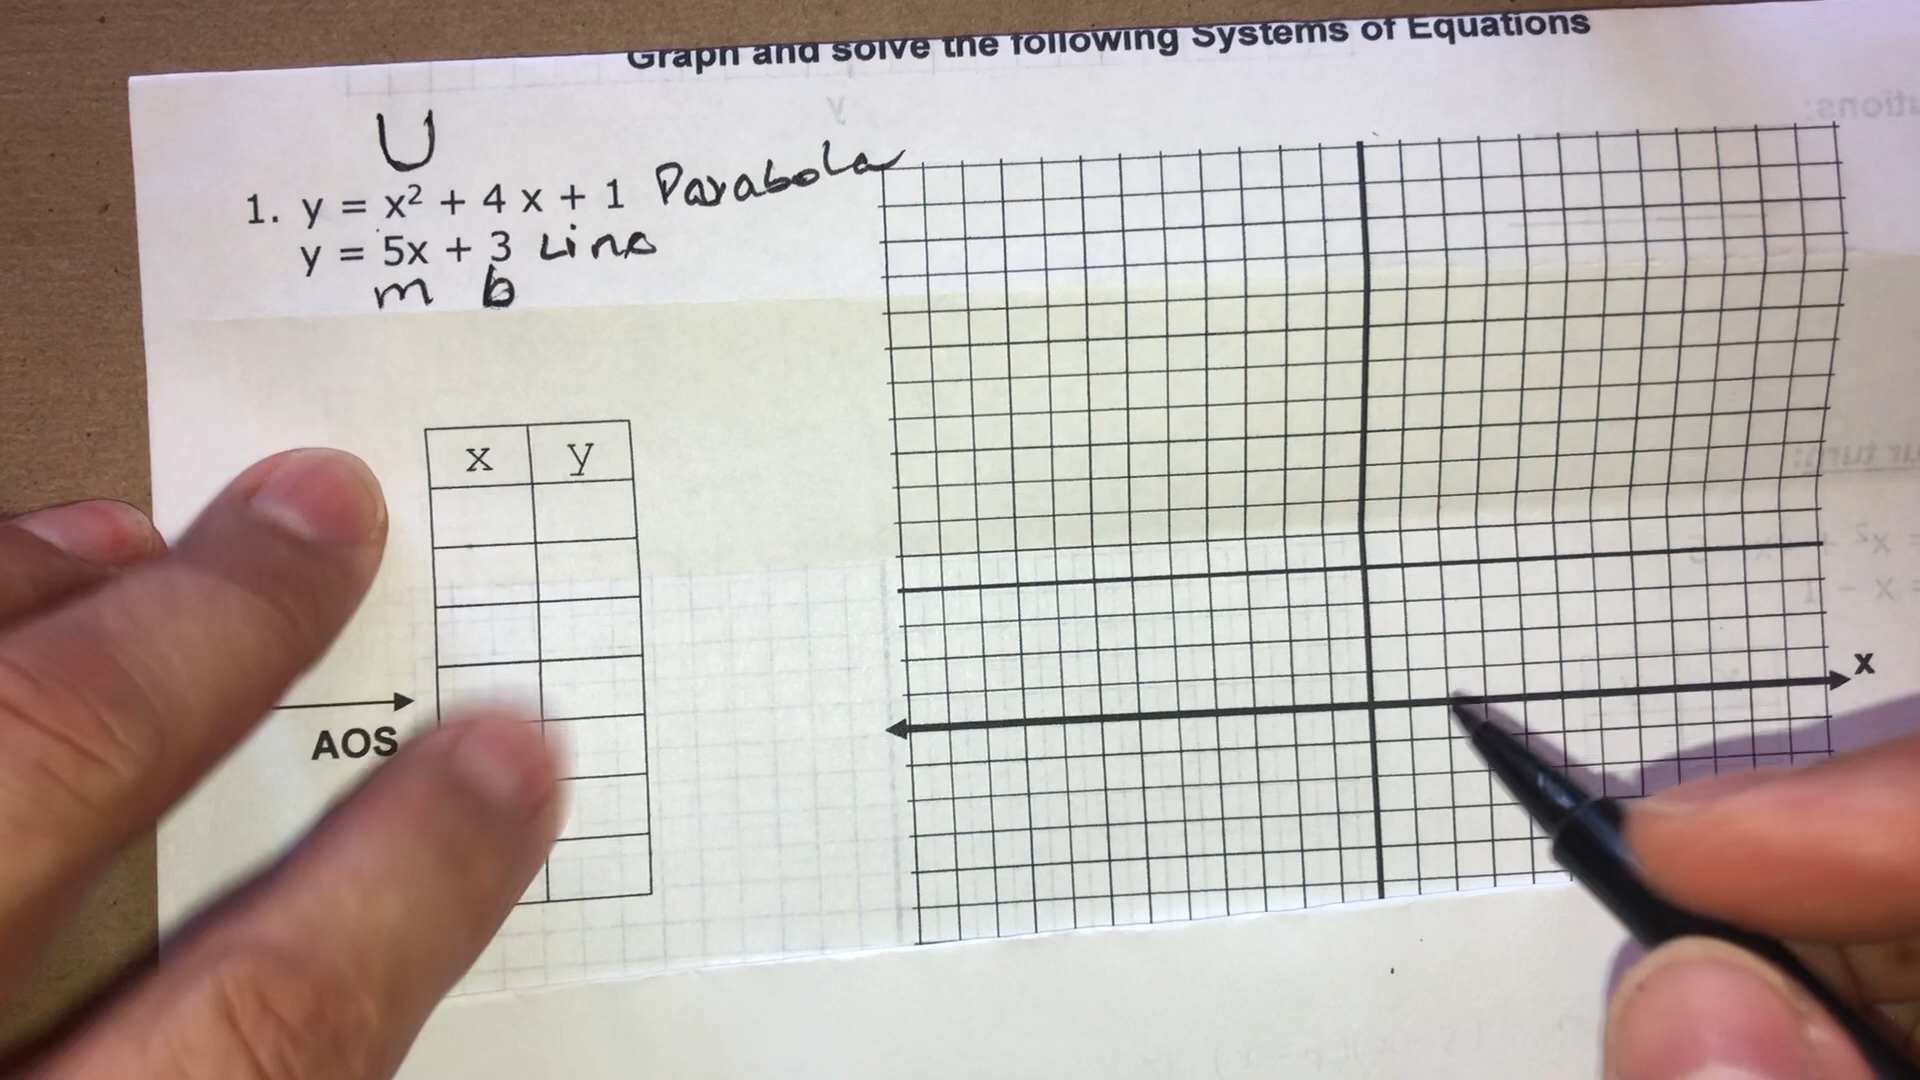 Graph and solve the following Systems of Equations
U
1. y = x² + 4 x + 1 Parabola
y = 5x + 3 Line
m b
x y
AOS
x